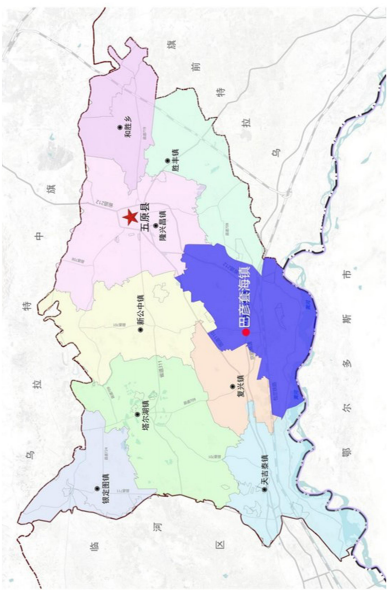 乌拉特中旗
和胜乡
五原县
隆兴昌镇
胜丰镇
新公中镇
塔尔湖镇
银定图镇
乌拉特前旗
临河区
巴彦套海镇
复兴镇
天吉泰镇
鄂尔多斯市